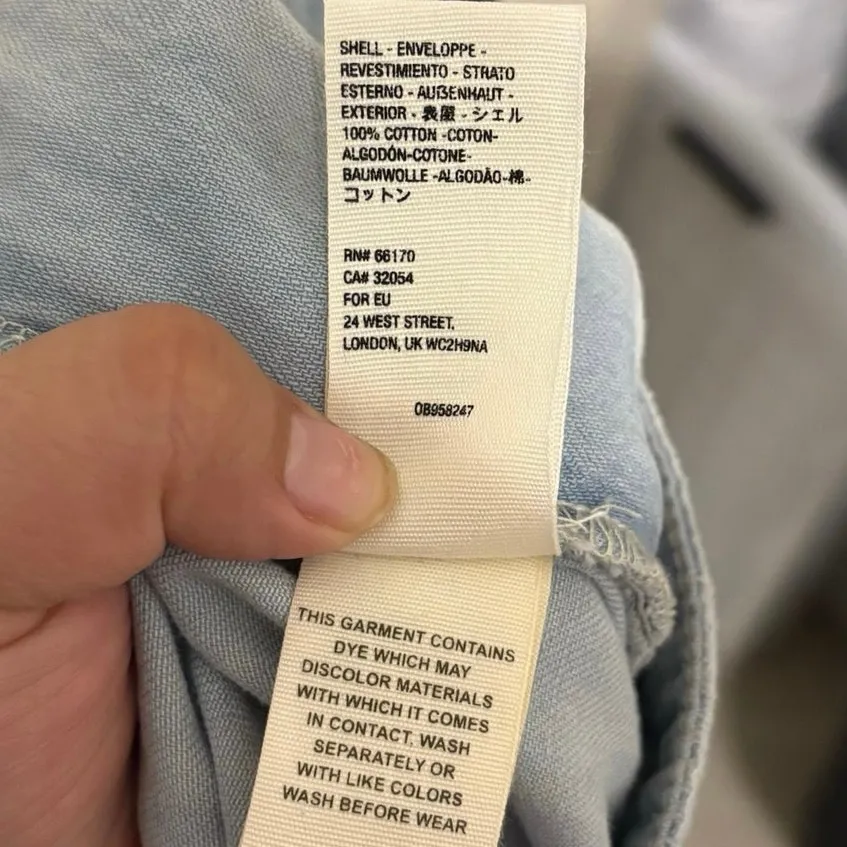 SHELL - ENVELOPPE -
REVESTIMIENTO - STRATO
ESTERNO - AUßENHAUT -
EXTERIOR - 表層 - シェル
100% COTTON -COTON-
ALGODÓN-COTONE-
BAUMWOLLE -ALGODÃO-棉-
コットン
RN# 66170
CA# 32054
FOR EU
24 WEST STREET,
LONDON, UK WC2H9NA
OB958247
THIS GARMENT CONTAINS
DYE WHICH MAY
DISCOLOR MATERIALS
WITH WHICH IT COMES
IN CONTACT. WASH
SEPARATELY OR
WITH LIKE COLORS
WASH BEFORE WEAR